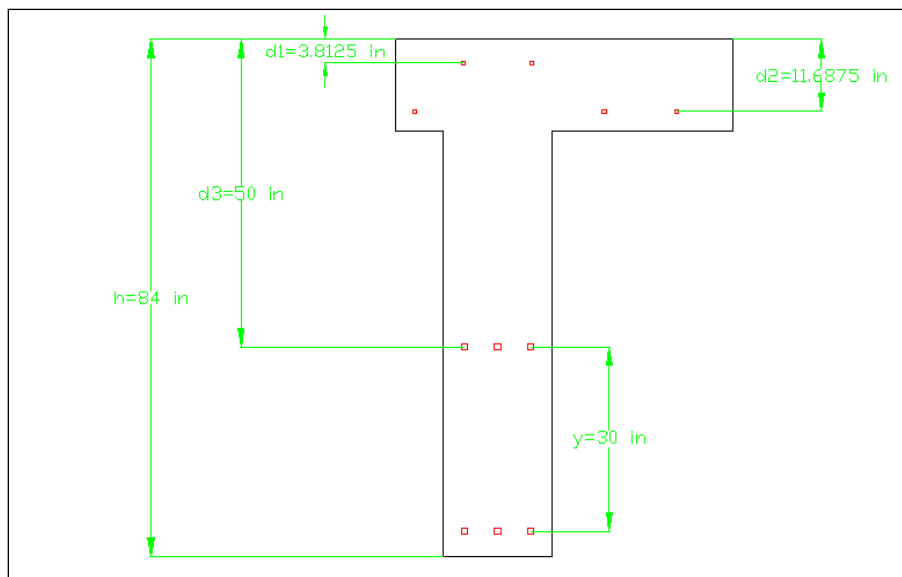 d1=3.8125 in
d2=11.6875 in
d3=50 in
h=84 in
y=30 in